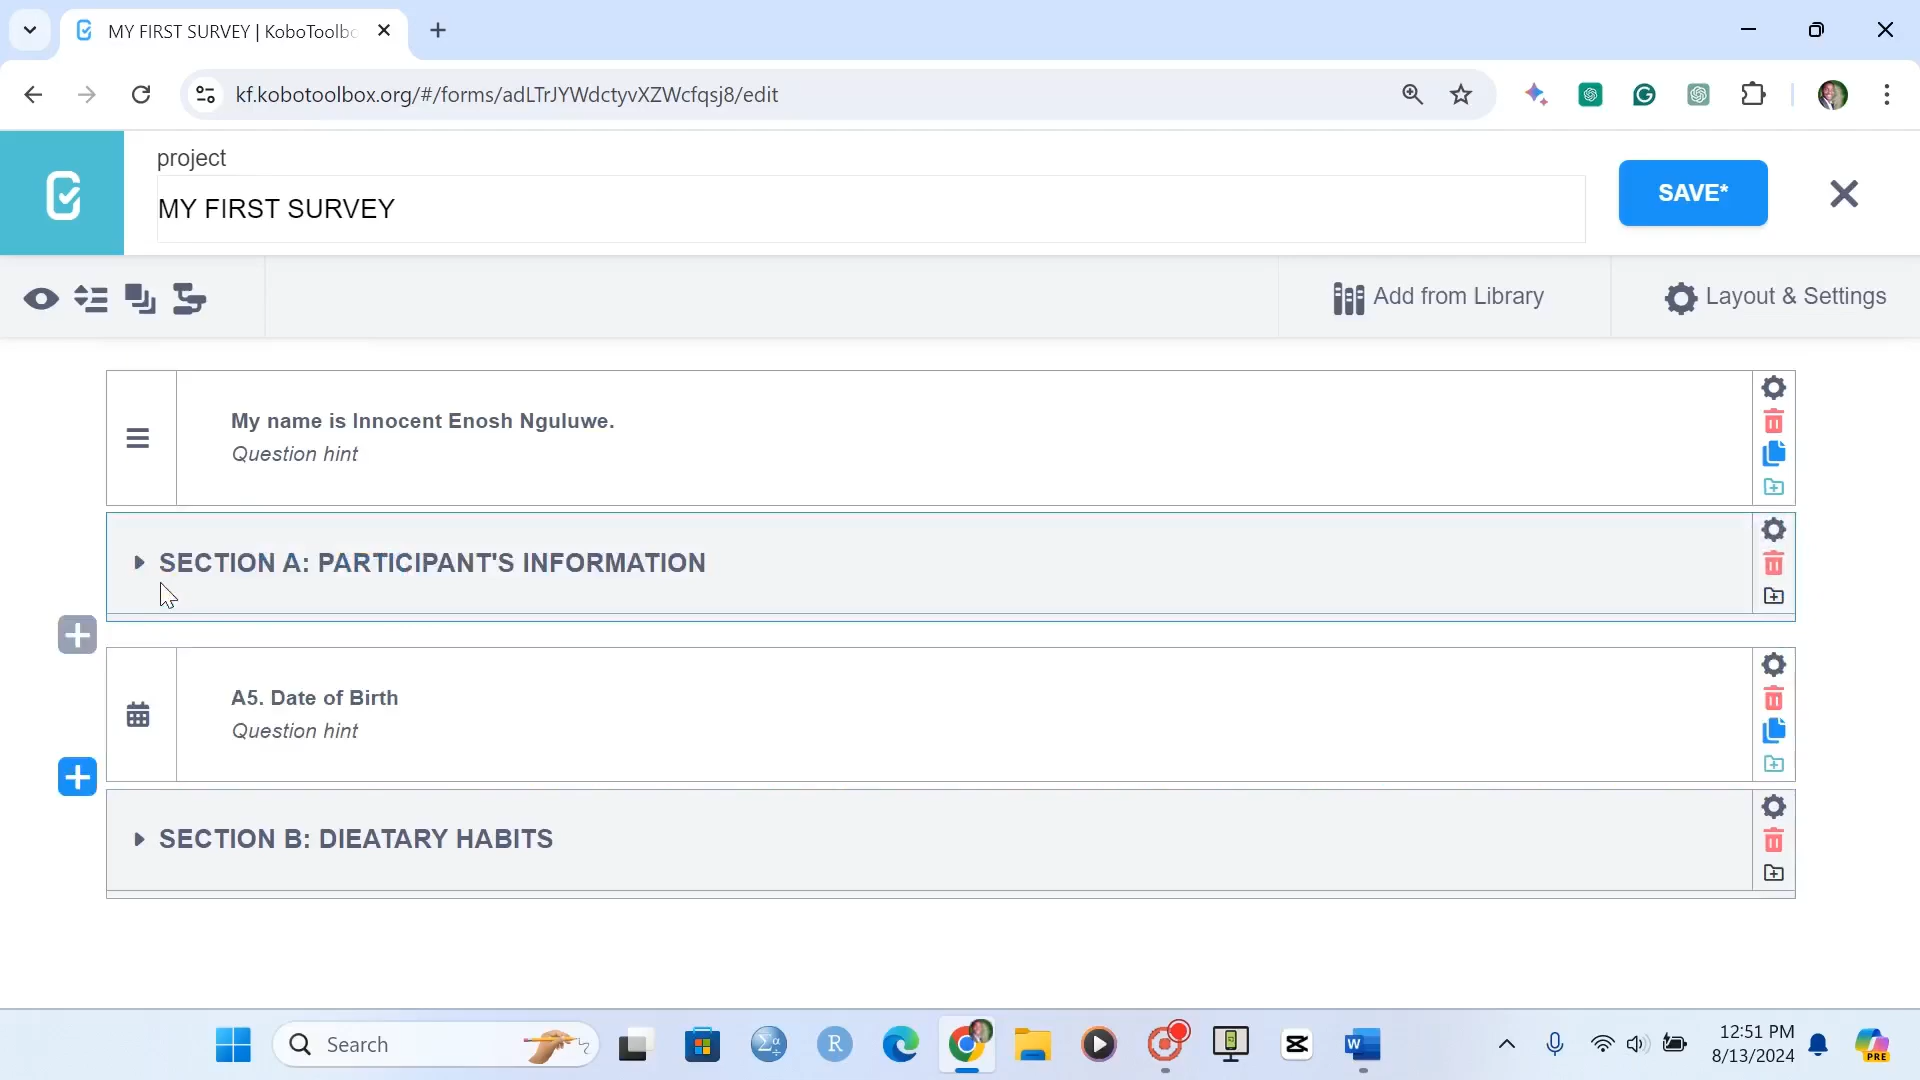 MY FIRST SURVEY | KoboToolbo
kf.kobotoolbox.org/#/forms/adLTrJYWdctyvXZWcfqsj8/edit
project
MY FIRST SURVEY
SAVE*
Add from Library
Layout & Settings
My name is Innocent Enosh Nguluwe.
Question hint
SECTION A: PARTICIPANT'S INFORMATION
A5. Date of Birth
Question hint
SECTION B: DIEATARY HABITS
Search
12:51 PM
8/13/2024
PRE